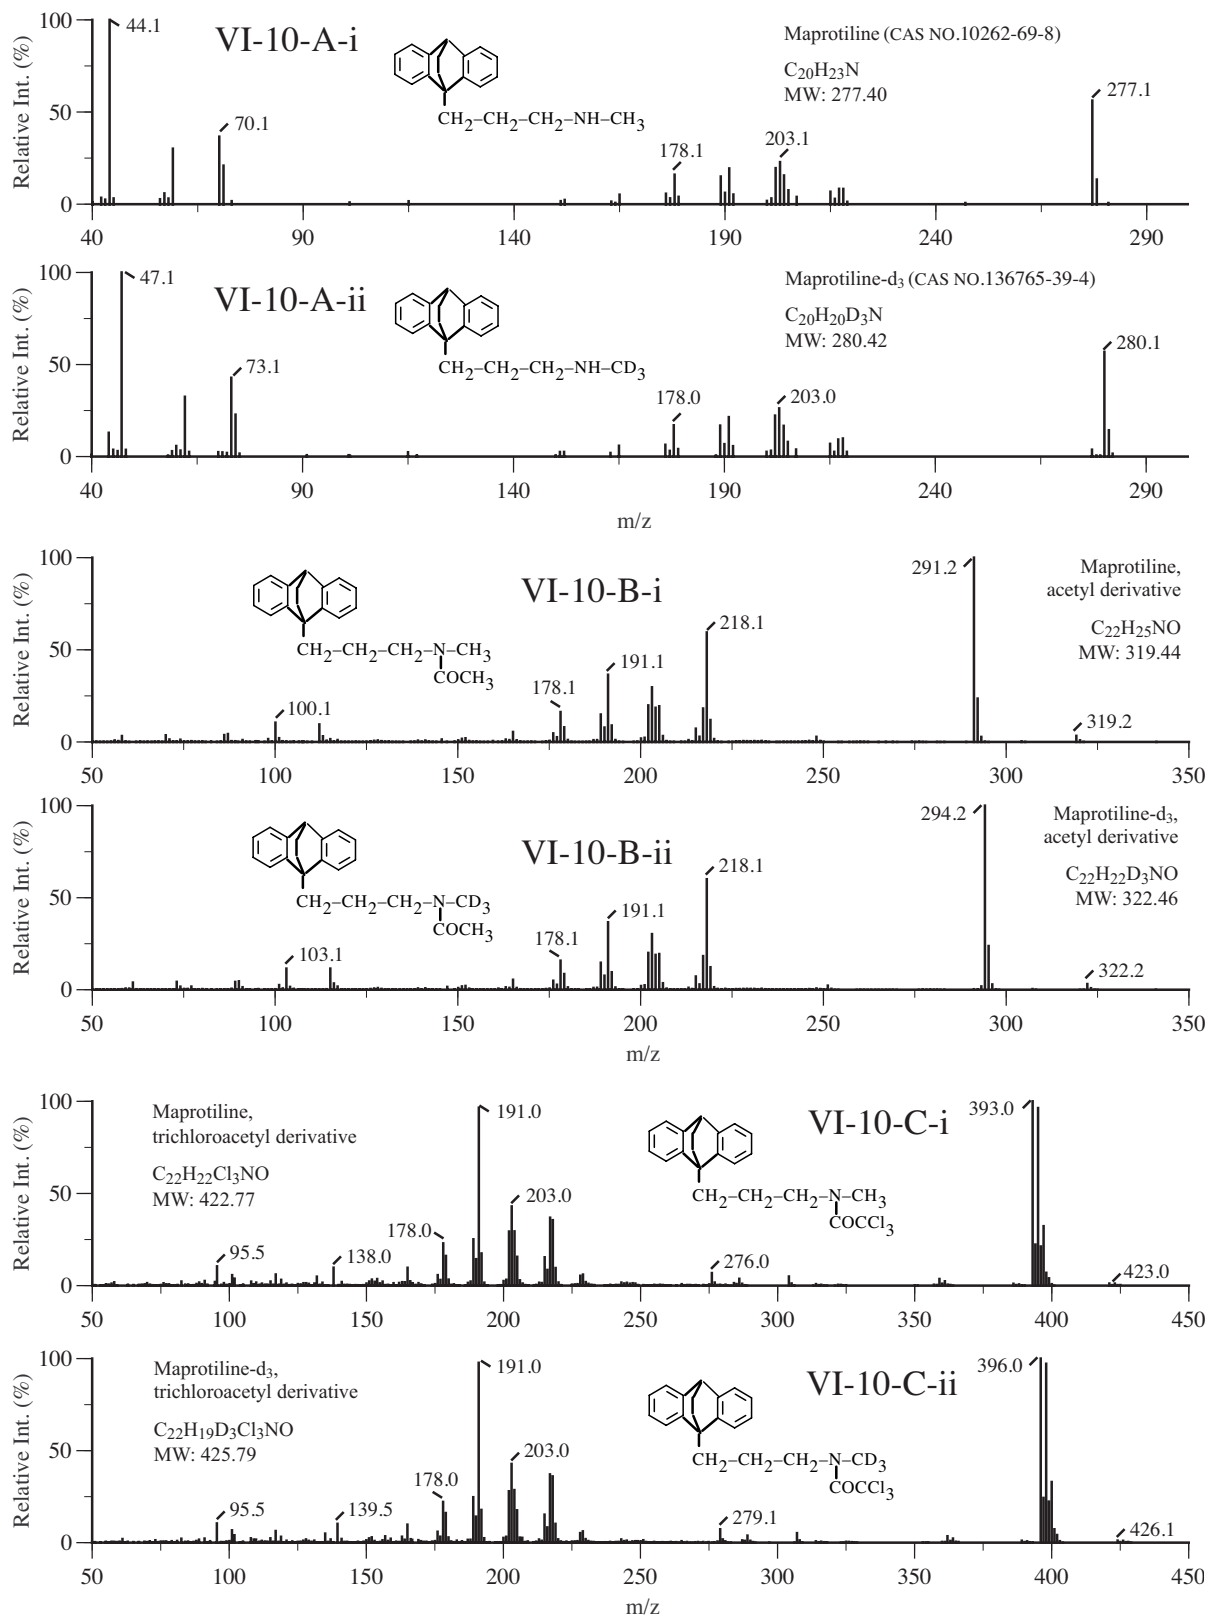 VI-10-A-i
Maprotiline (CAS NO.10262-69-8)
C20H23N
MW: 277.40
CH2–CH2–CH2–NH–CH3
Relative Int. (%)
100
50
0
44.1
70.1
178.1
203.1
277.1
40 90 140 190 240 290
VI-10-A-ii
Maprotiline-d3 (CAS NO.136765-39-4)
C20H20D3N
MW: 280.42
CH2–CH2–CH2–NH–CD3
Relative Int. (%)
100
50
0
47.1
73.1
178.0
203.0
280.1
40 90 140 190 240 290
m/z
VI-10-B-i
Maprotiline,
acetyl derivative
C22H25NO
MW: 319.44
CH2–CH2–CH2–N–CH3
COCH3
Relative Int. (%)
100
50
0
100.1
178.1
191.1
218.1
291.2
319.2
50 100 150 200 250 300 350
VI-10-B-ii
Maprotiline-d3,
acetyl derivative
C22H22D3NO
MW: 322.46
CH2–CH2–CH2–N–CD3
COCH3
Relative Int. (%)
100
50
0
103.1
178.1
191.1
218.1
294.2
322.2
50 100 150 200 250 300 350
m/z
Maprotiline,
trichloroacetyl derivative
C22H22Cl3NO
MW: 422.77
VI-10-C-i
CH2–CH2–CH2–N–CH3
COCCl3
Relative Int. (%)
100
50
0
95.5
138.0
178.0
191.0
203.0
276.0
393.0
423.0
50 100 150 200 250 300 350 400 450
Maprotiline-d3,
trichloroacetyl derivative
C22H19D3Cl3NO
MW: 425.79
VI-10-C-ii
CH2–CH2–CH2–N–CD3
COCCl3
Relative Int. (%)
100
50
0
95.5
139.5
178.0
191.0
203.0
279.1
396.0
426.1
50 100 150 200 250 300 350 400 450
m/z